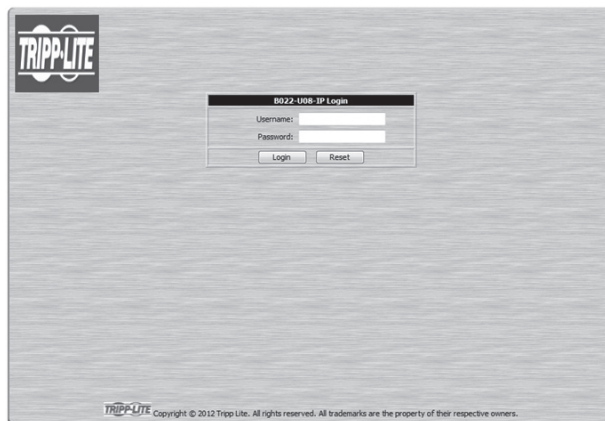 TRIPP·LITE
B022-U08-IP Login
Username:
Password:
Login Reset
TRIPP·LITE Copyright © 2012 Tripp Lite. All rights reserved. All trademarks are the property of their respective owners.